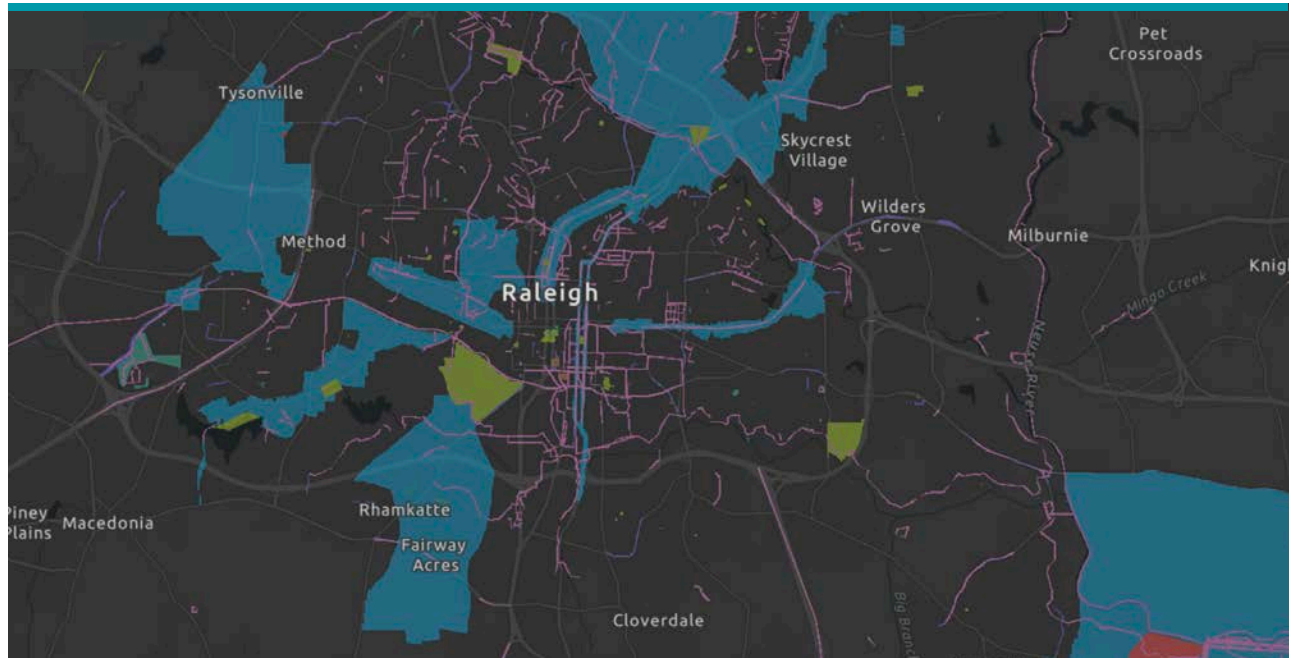 Pet
Crossroads
Tysonville
Skycrest
Village
Wilders
Grove
Method
Milburnie
Knig
Raleigh
Mingo Creek
Neuse River
Piney
Plains
Macedonia
Rhamkatte
Fairway
Acres
Big Branch
Cloverdale